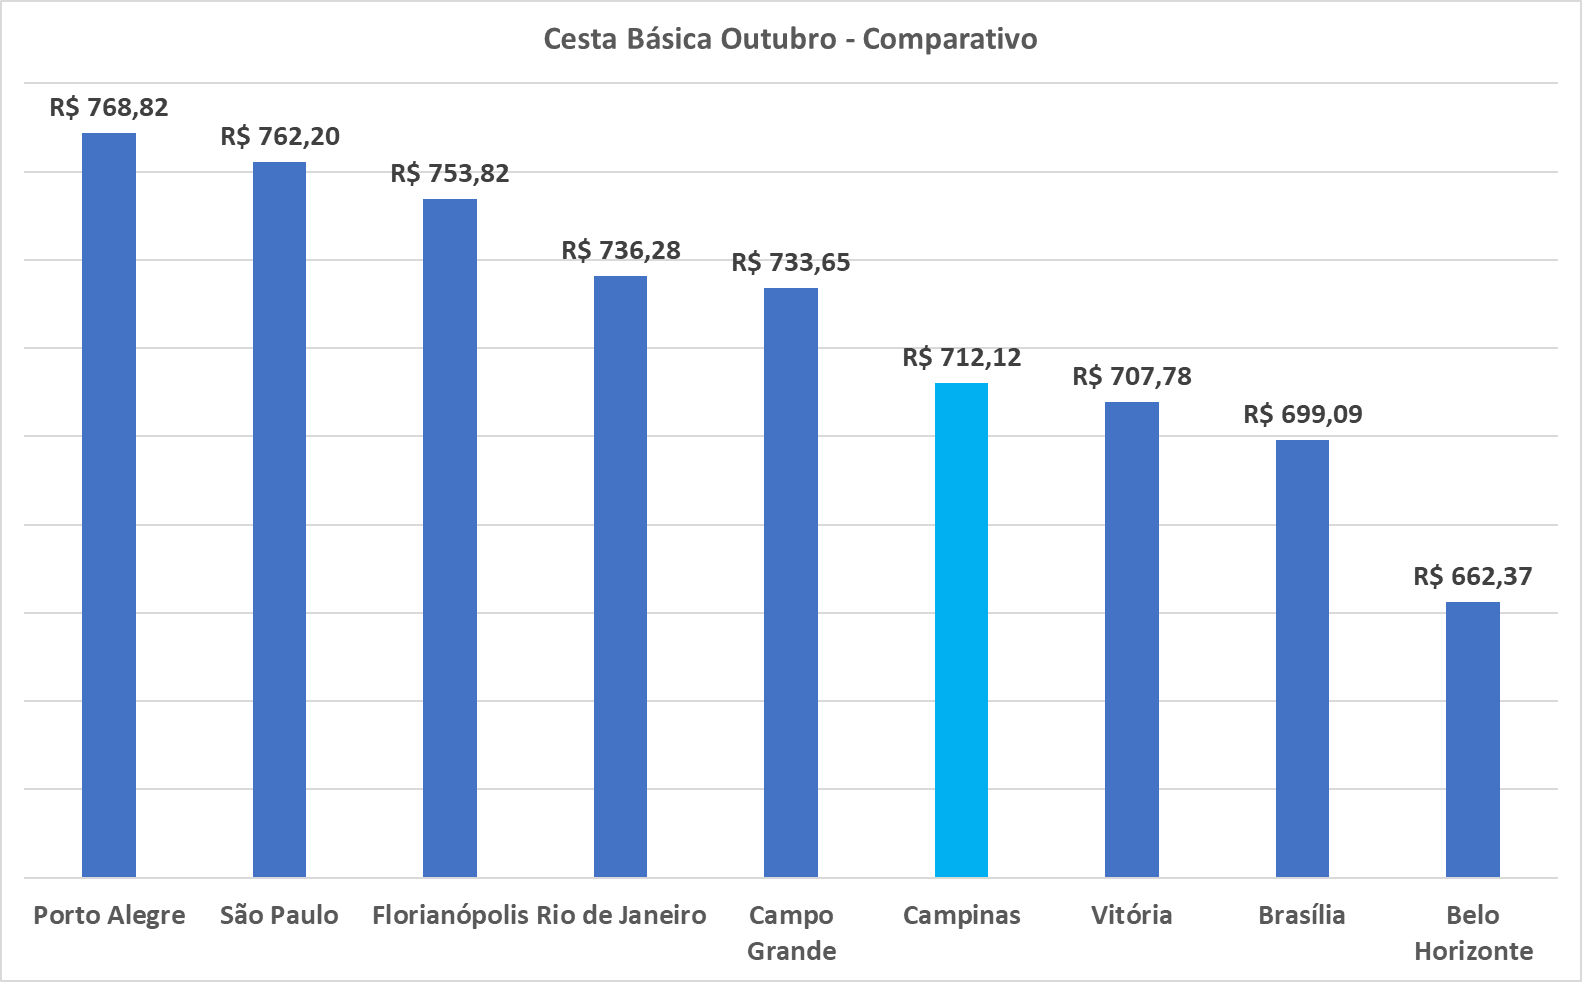 Cesta Básica Outubro - Comparativo
R$ 768,82
R$ 762,20
R$ 753,82
R$ 736,28
R$ 733,65
R$ 712,12
R$ 707,78
R$ 699,09
R$ 662,37
Porto Alegre
São Paulo
Florianópolis
Rio de Janeiro
Campo
Grande
Campinas
Vitória
Brasília
Belo
Horizonte